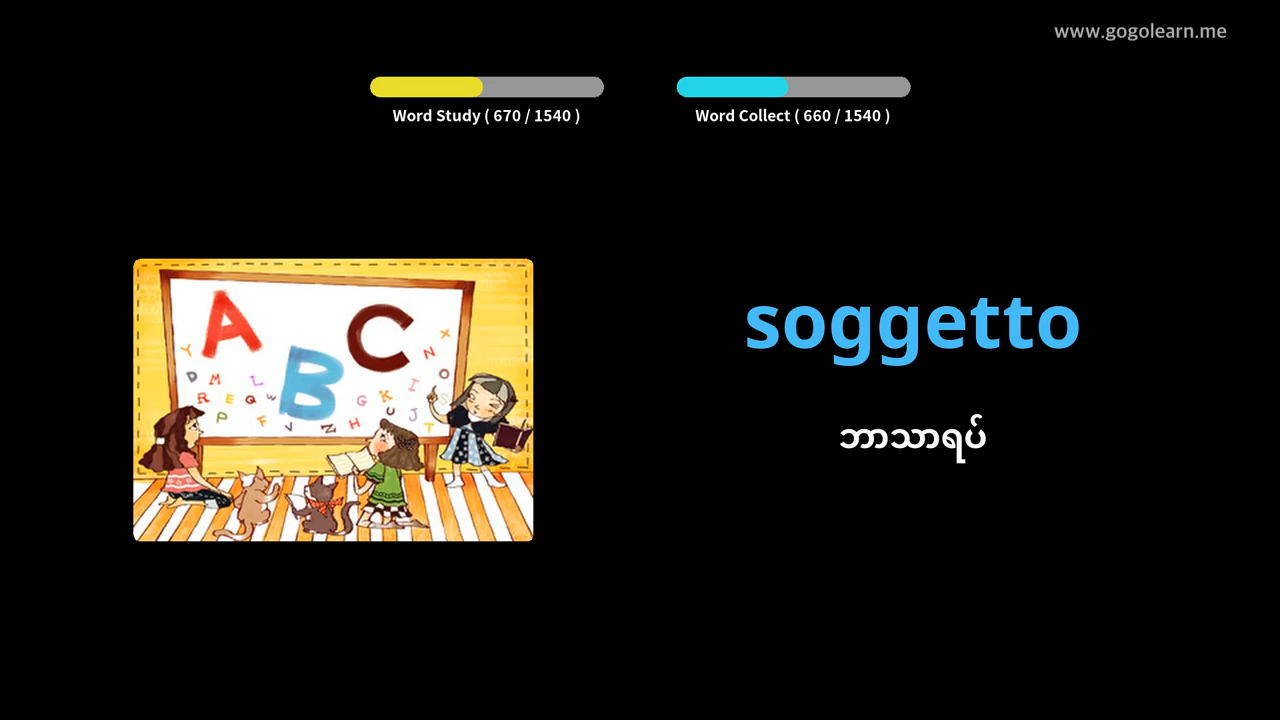 www.gogolearn.me
Word Study ( 670 / 1540 )
Word Collect ( 660 / 1540 )
A
B
C
Y
X
N
D M L O
R E Q W G K I S
P F V Z H U J T
soggetto
ဘာသာရပ်